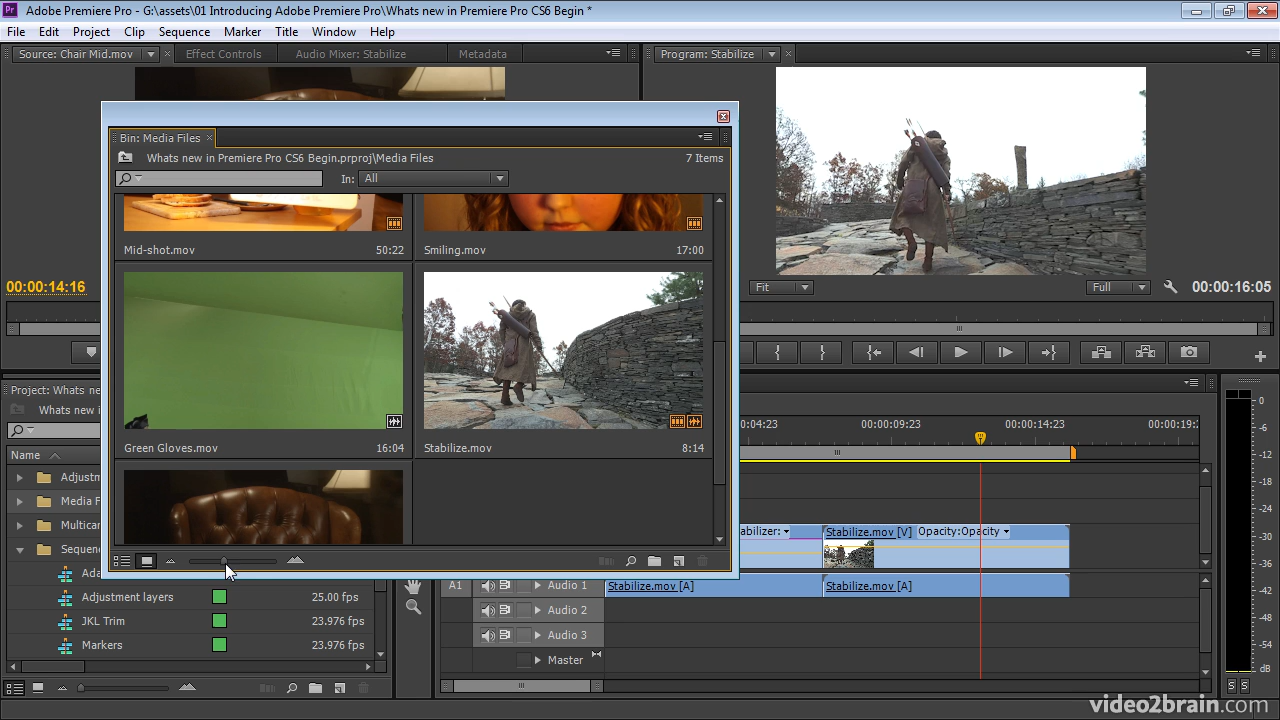 Pr Adobe Premiere Pro - G:\assets\01 Introducing Adobe Premiere Pro\Whats new in Premiere Pro CS6 Begin *
File Edit Project Clip Sequence Marker Title Window Help
Source: Chair Mid.mov Effect Controls Audio Mixer: Stabilize Metadata
Program: Stabilize
Bin: Media Files
Whats new in Premiere Pro CS6 Begin.prproj\Media Files 7 Items
In: All
Mid-shot.mov 50:22
Smiling.mov 17:00
Green Gloves.mov 16:04
Stabilize.mov 8:14
00:00:14:16
Fit Full 00:00:16:05
Project: Whats ne
Whats new i
Name
Adjustm
Media F
Multicar
Sequenc
Ada
Adjustment layers 25.00 fps
JKL Trim 23.976 fps
Markers 23.976 fps
00:04:23 00:00:09:23 00:00:14:23 00:00:19:2
abilizer: Stabilize.mov [V] Opacity:Opacity
A1 Audio 1 Stabilize.mov [A] Stabilize.mov [A]
Audio 2
Audio 3
Master
0
-6
-12
-18
-24
-30
-36
-42
-48
-54
dB
S S
video2brain.com